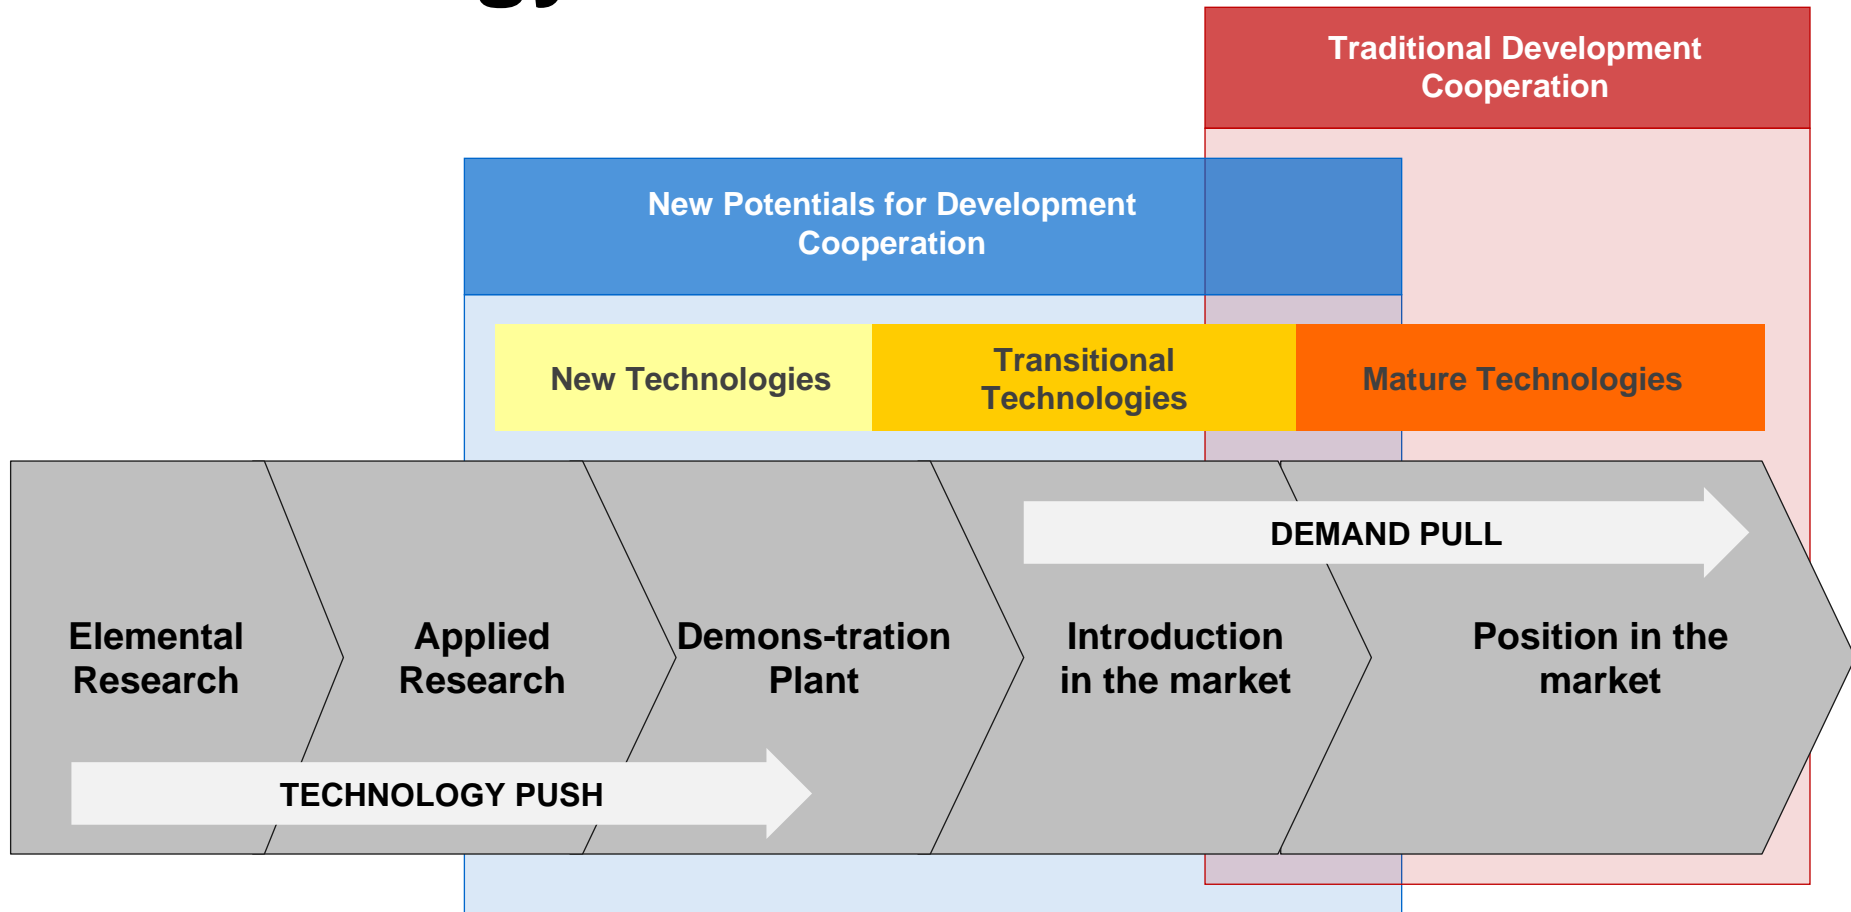 Traditional Development
Cooperation
New Potentials for Development
Cooperation
New Technologies
Transitional
Technologies
Mature Technologies
DEMAND PULL
Elemental
Research
Applied
Research
Demons-tration
Plant
Introduction
in the market
Position in the
market
TECHNOLOGY PUSH